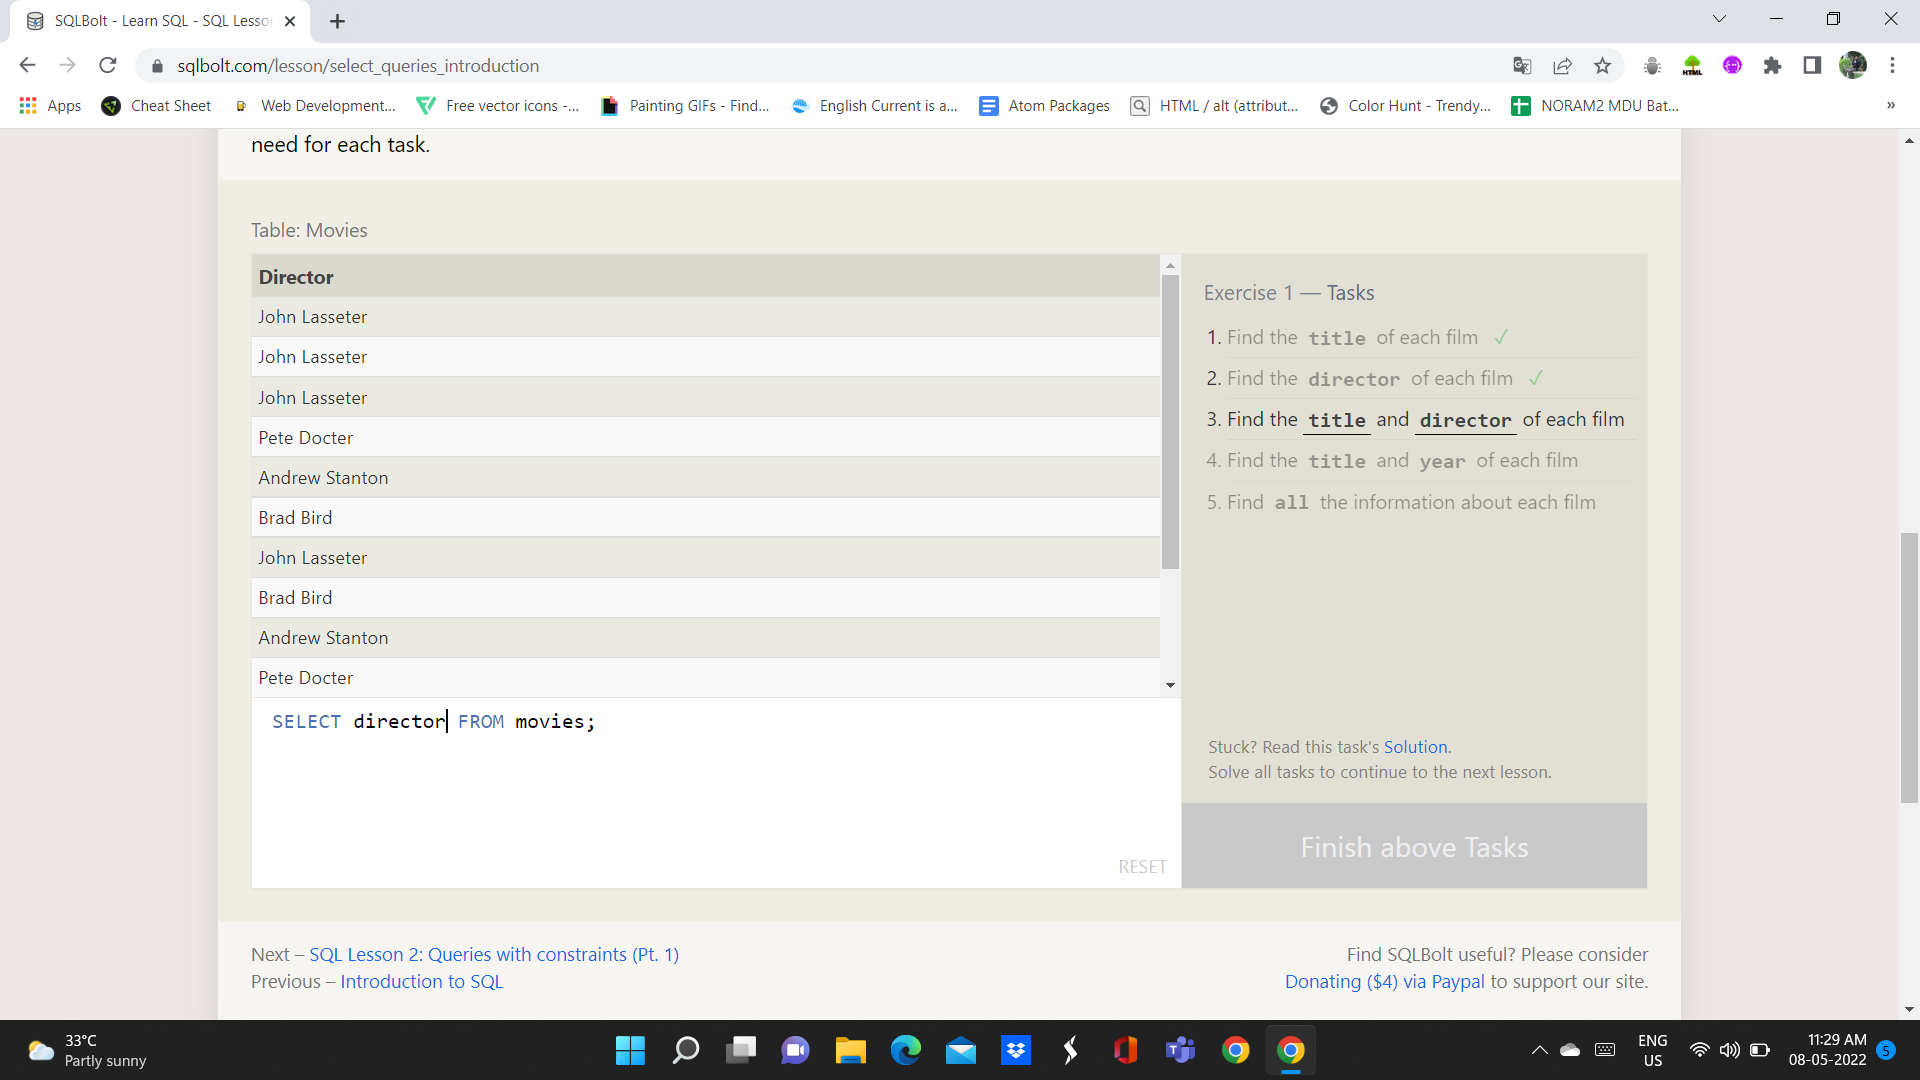 SQLBolt - Learn SQL - SQL Lesso
sqlbolt.com/lesson/select_queries_introduction
Apps
Cheat Sheet
Web Development...
Free vector icons -...
Painting GIFs - Find...
English Current is a...
Atom Packages
HTML / alt (attribut...
Color Hunt - Trendy...
NORAM2 MDU Bat...
»
need for each task.
Table: Movies
Director
John Lasseter
John Lasseter
John Lasseter
Pete Docter
Andrew Stanton
Brad Bird
John Lasseter
Brad Bird
Andrew Stanton
Pete Docter
SELECT director FROM movies;
RESET
Exercise 1 — Tasks
1. Find the title of each film ✓
2. Find the director of each film ✓
3. Find the title and director of each film
4. Find the title and year of each film
5. Find all the information about each film
Stuck? Read this task's Solution.
Solve all tasks to continue to the next lesson.
Finish above Tasks
Next – SQL Lesson 2: Queries with constraints (Pt. 1)
Previous – Introduction to SQL
Find SQLBolt useful? Please consider
Donating ($4) via Paypal to support our site.
33°C
Partly sunny
ENG
US
11:29 AM
08-05-2022
5